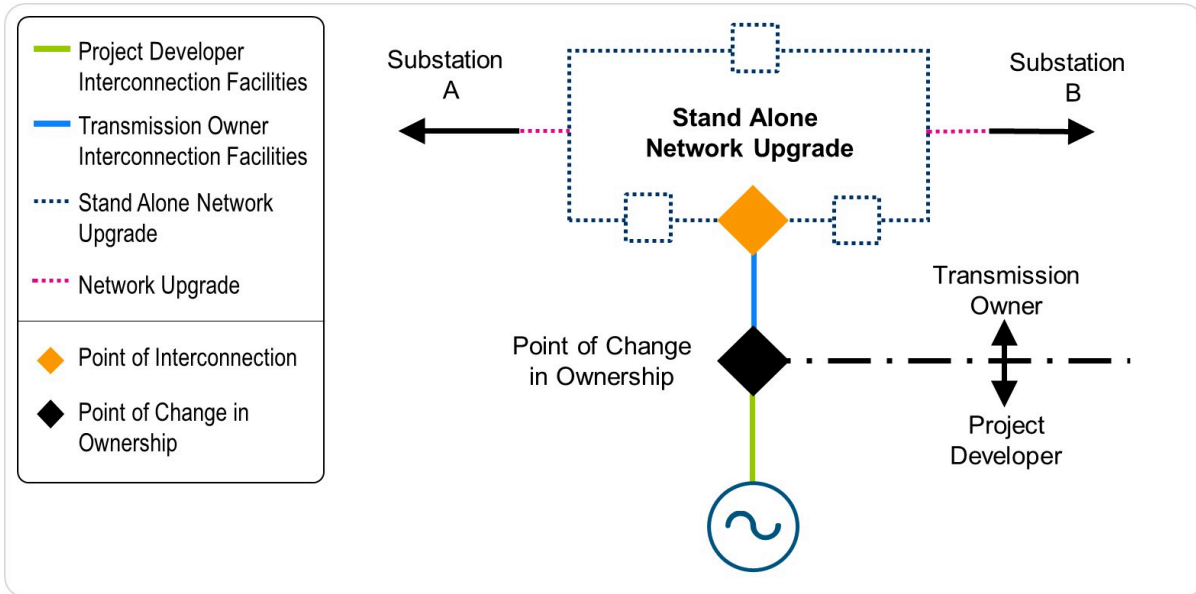 Project Developer
Interconnection Facilities
Transmission Owner
Interconnection Facilities
Stand Alone Network
Upgrade
Network Upgrade
Point of Interconnection
Point of Change in
Ownership
Substation
A
Stand Alone
Network Upgrade
Substation
B
Point of Change
in Ownership
Transmission
Owner
Project
Developer